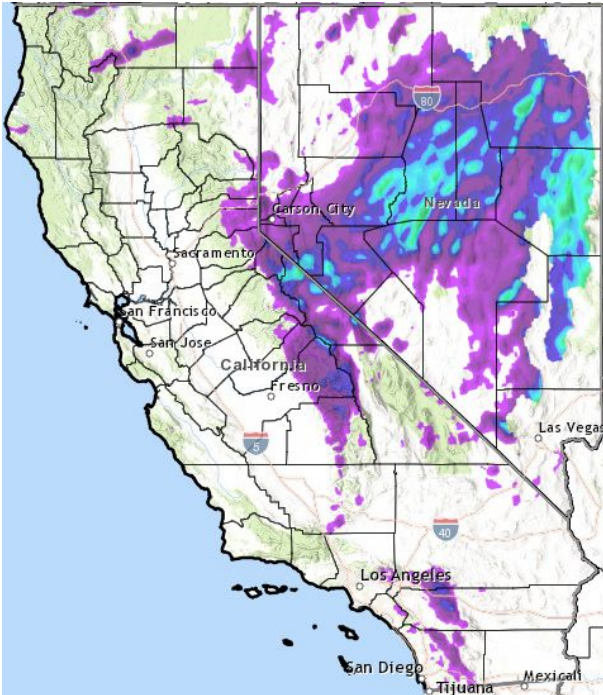 80
Nevada
Carson City
Sacramento
San Francisco
San Jose
California
Fresno
5
Las Vegas
40
Los Angeles
San Diego
Mexicali
Tijuana